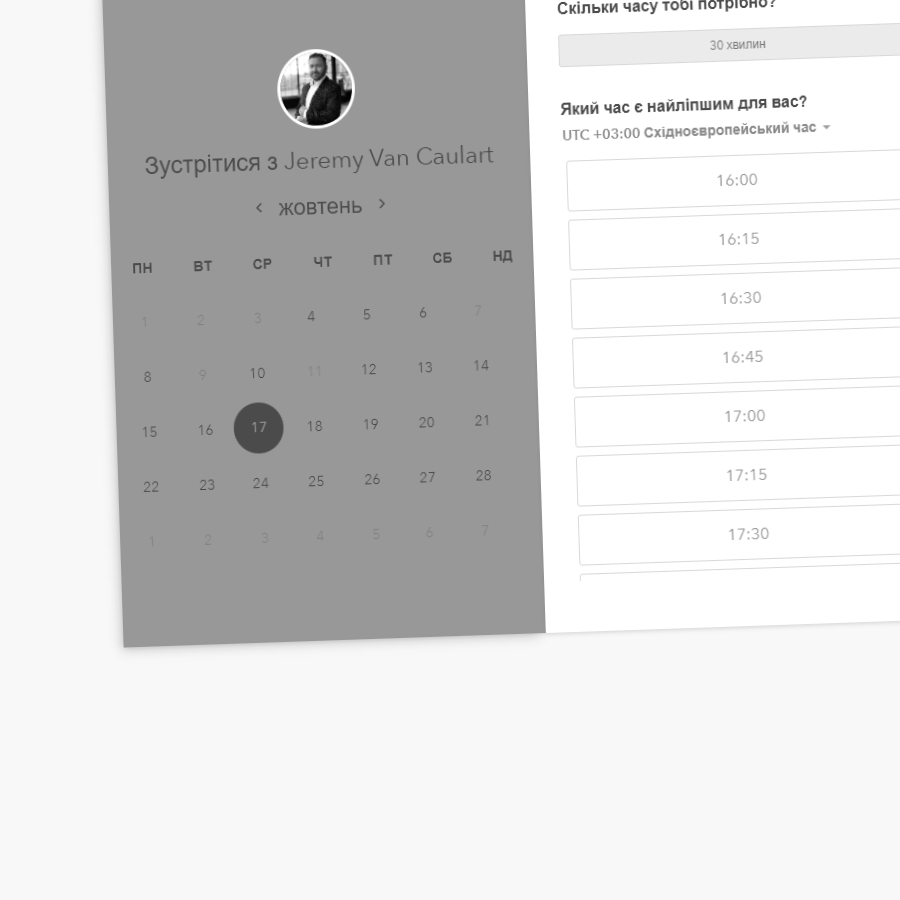 Зустрітися з Jeremy Van Caulart
‹ жовтень ›
ПН ВТ СР ЧТ ПТ СБ НД
1 2 3 4 5 6 7
8 9 10 11 12 13 14
15 16 17 18 19 20 21
22 23 24 25 26 27 28
1 2 3 4 5 6 7
Скільки часу тобі потрібно?
30 хвилин
Який час є найліпшим для вас?
UTC +03:00 Східноєвропейський час
16:00
16:15
16:30
16:45
17:00
17:15
17:30